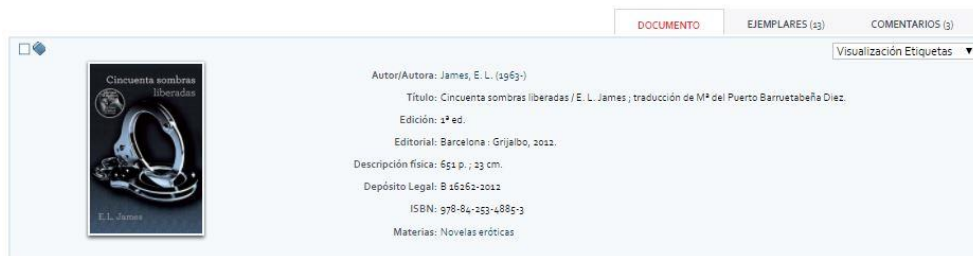 DOCUMENTO EJEMPLARES (13) COMENTARIOS (3)
Visualización Etiquetas
Cincuenta sombras
liberadas
E.L. James
Autor/Autora: James, E. L. (1963-)
Título: Cincuenta sombras liberadas / E. L. James ; traducción de Mª del Puerto Barruetabeña Diez.
Edición: 1ª ed.
Editorial: Barcelona : Grijalbo, 2012.
Descripción física: 651 p. ; 23 cm.
Depósito Legal: B 16262-2012
ISBN: 978-84-253-4885-3
Materias: Novelas eróticas